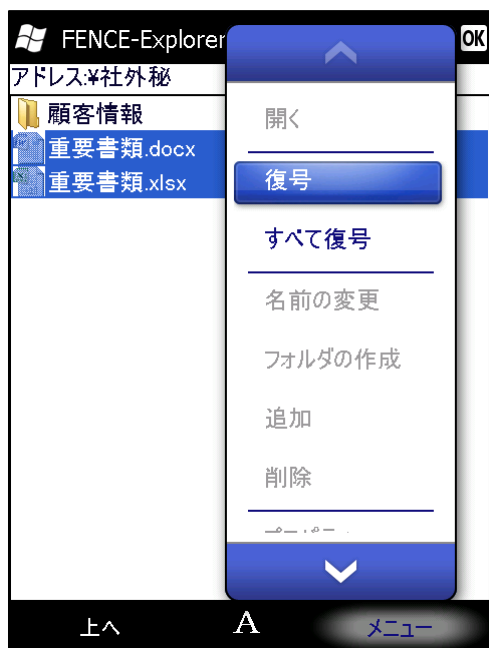 FENCE-Explorer
OK
アドレス:¥社外秘
顧客情報
重要書類.docx
重要書類.xlsx
開く
復号
すべて復号
名前の変更
フォルダの作成
追加
削除
上へ
A
メニュー